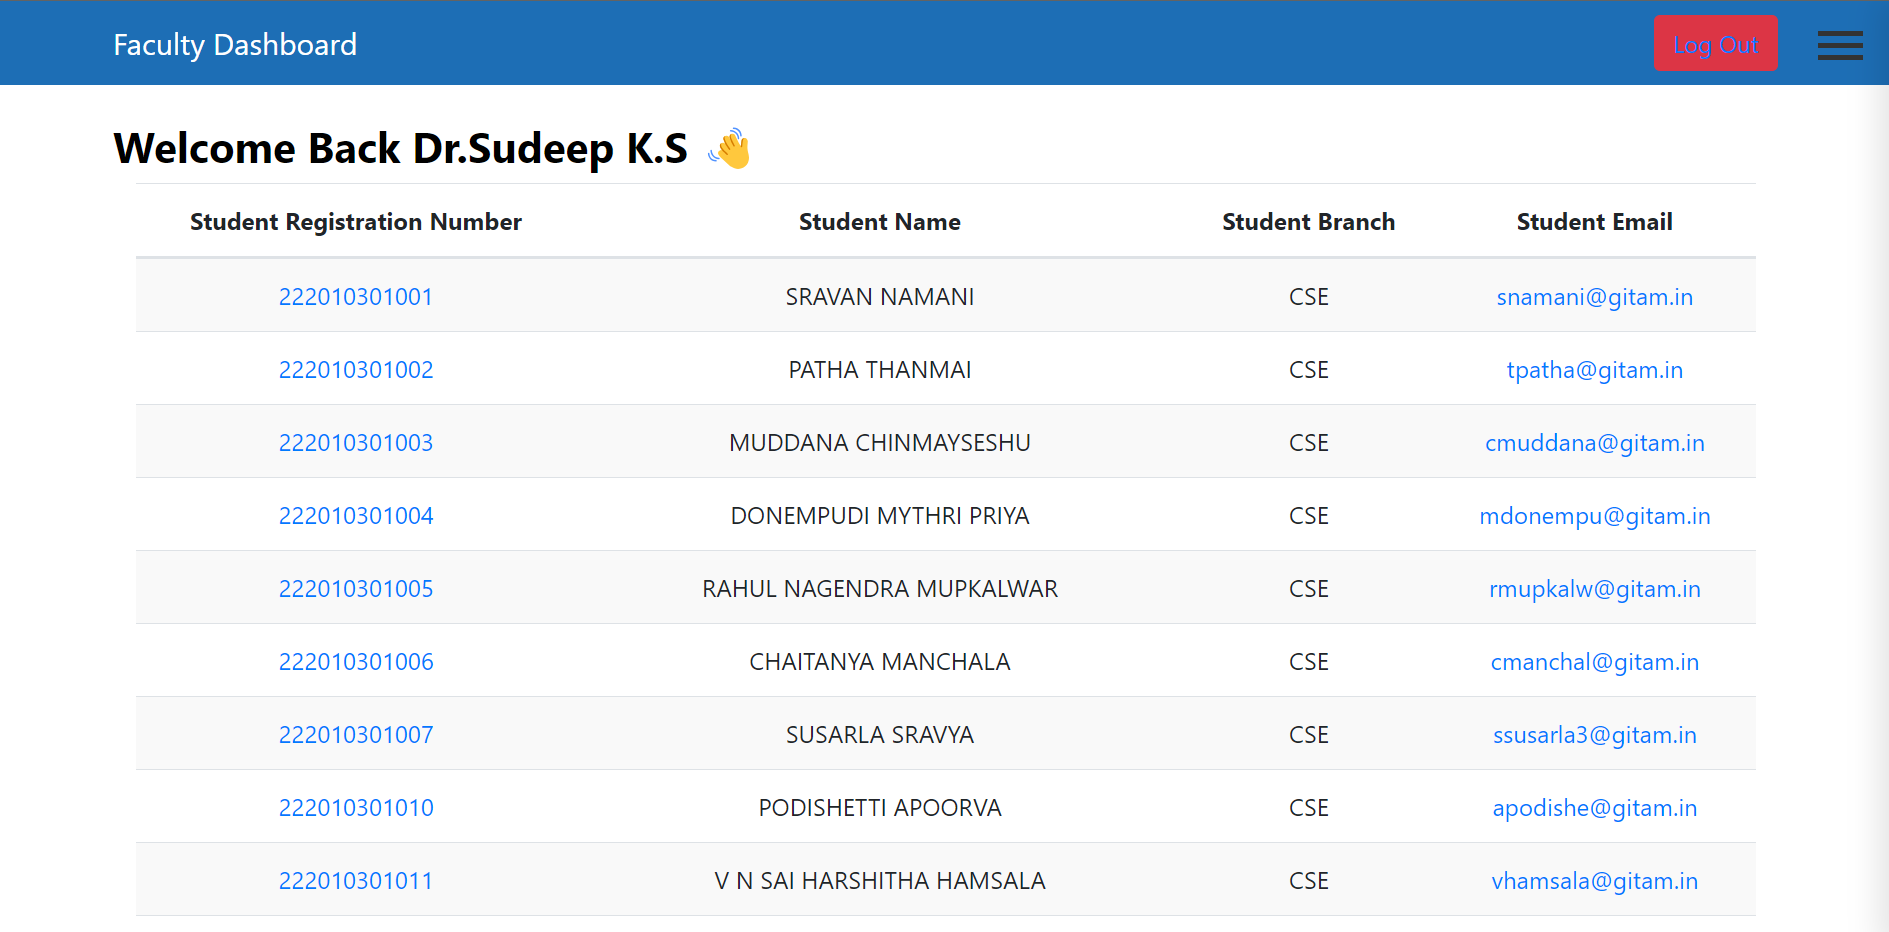 Faculty Dashboard Log Out
Welcome Back Dr.Sudeep K.S 👋
Student Registration Number Student Name Student Branch Student Email
222010301001 SRAVAN NAMANI CSE snamani@gitam.in
222010301002 PATHA THANMAI CSE tpatha@gitam.in
222010301003 MUDDANA CHINMAYSESHU CSE cmuddana@gitam.in
222010301004 DONEMPUDI MYTHRI PRIYA CSE mdonempu@gitam.in
222010301005 RAHUL NAGENDRA MUPKALWAR CSE rmupkalw@gitam.in
222010301006 CHAITANYA MANCHALA CSE cmanchal@gitam.in
222010301007 SUSARLA SRAVYA CSE ssusarla3@gitam.in
222010301010 PODISHETTI APOORVA CSE apodishe@gitam.in
222010301011 V N SAI HARSHITHA HAMSALA CSE vhamsala@gitam.in